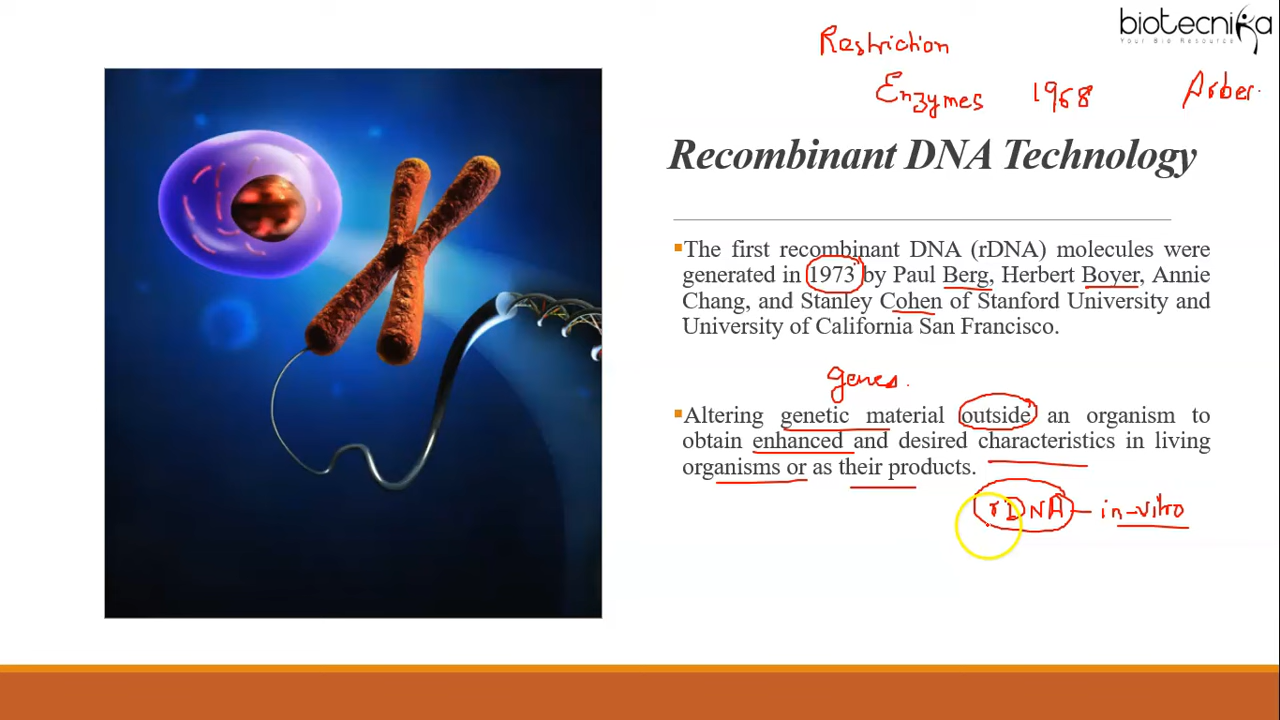 biotecnika
Your Bio Resource
Restriction
Enzymes 1968 Arber.
Recombinant DNA Technology
The first recombinant DNA (rDNA) molecules were
generated in 1973 by Paul Berg, Herbert Boyer, Annie
Chang, and Stanley Cohen of Stanford University and
University of California San Francisco.
genes.
Altering genetic material outside an organism to
obtain enhanced and desired characteristics in living
organisms or as their products.
rDNA - in-vitro